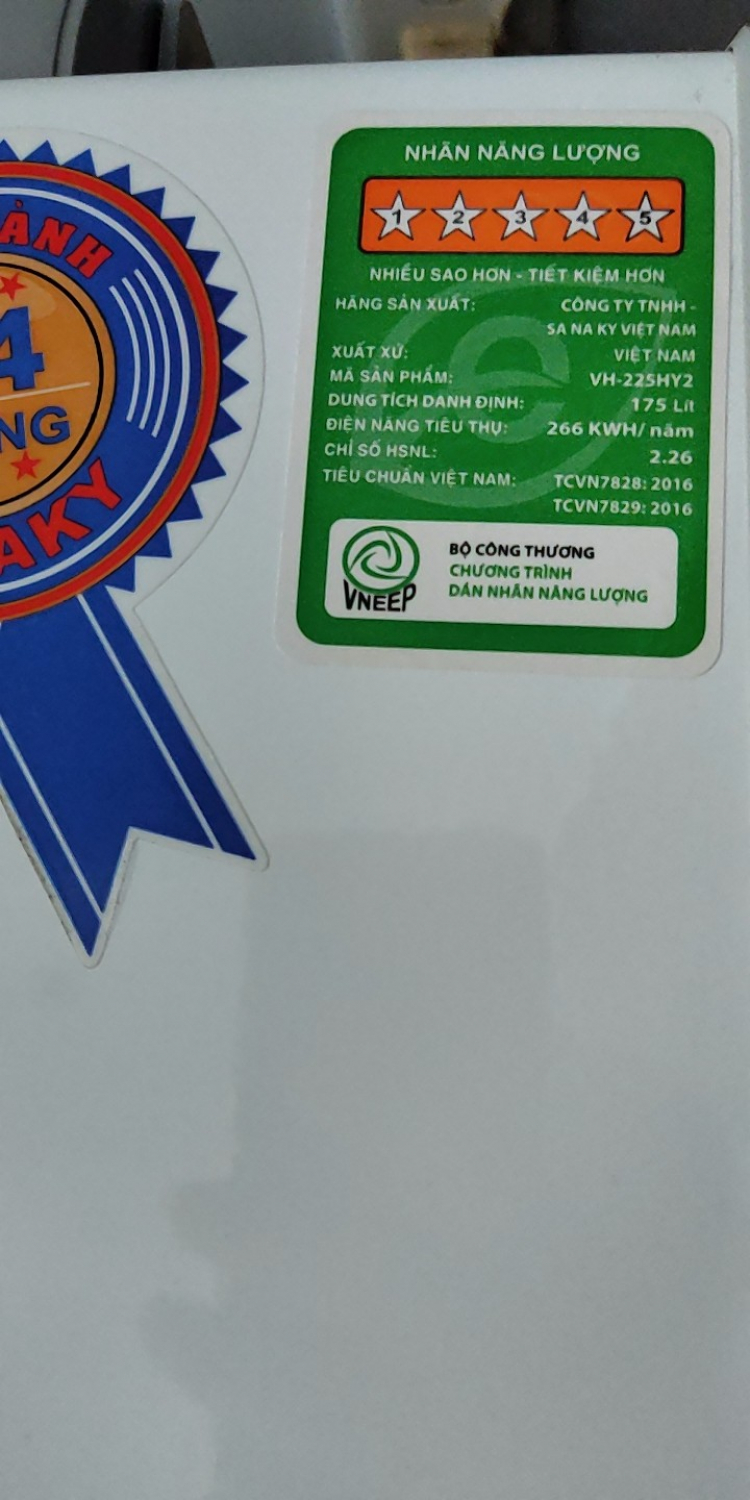 4
NHÃN NĂNG LƯỢNG
1 2 3 4 5
NHIỀU SAO HƠN - TIẾT KIỆM HƠN
HÃNG SẢN XUẤT: CÔNG TY TNHH -
SA NA KY VIỆT NAM
XUẤT XỨ: VIỆT NAM
MÃ SẢN PHẨM: VH-225HY2
DUNG TÍCH DANH ĐỊNH: 175 Lít
ĐIỆN NĂNG TIÊU THỤ: 266 KWH/ năm
CHỈ SỐ HSNL: 2.26
TIÊU CHUẨN VIỆT NAM: TCVN7828: 2016
TCVN7829: 2016
VNEEP
BỘ CÔNG THƯƠNG
CHƯƠNG TRÌNH
DÁN NHÃN NĂNG LƯỢNG